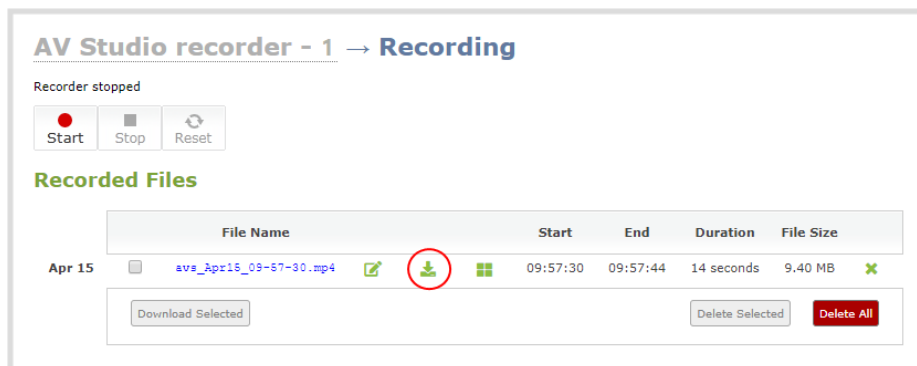 AV Studio recorder - 1 → Recording
Recorder stopped
Start Stop Reset
Recorded Files
File Name Start End Duration File Size
Apr 15 avs_Apr15_09-57-30.mp4 09:57:30 09:57:44 14 seconds 9.40 MB
Download Selected Delete Selected Delete All